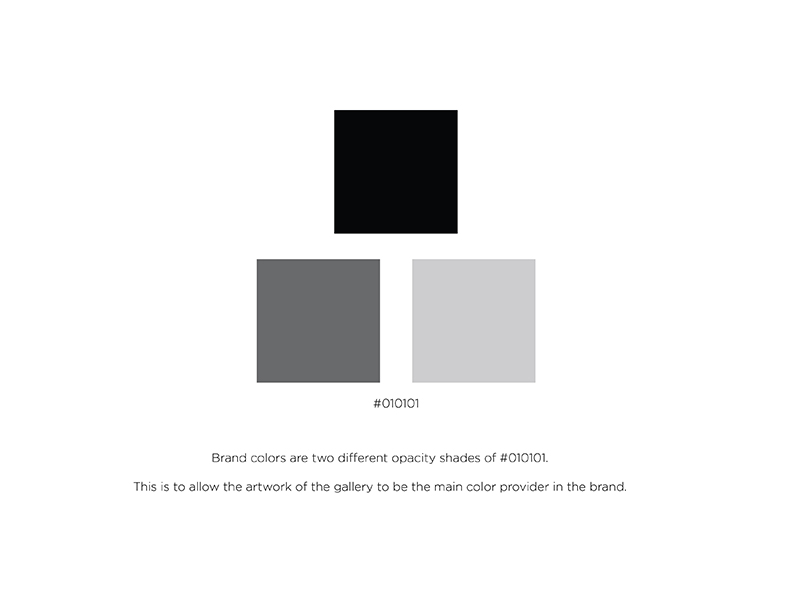 #010101
Brand colors are two different opacity shades of #010101.
This is to allow the artwork of the gallery to be the main color provider in the brand.